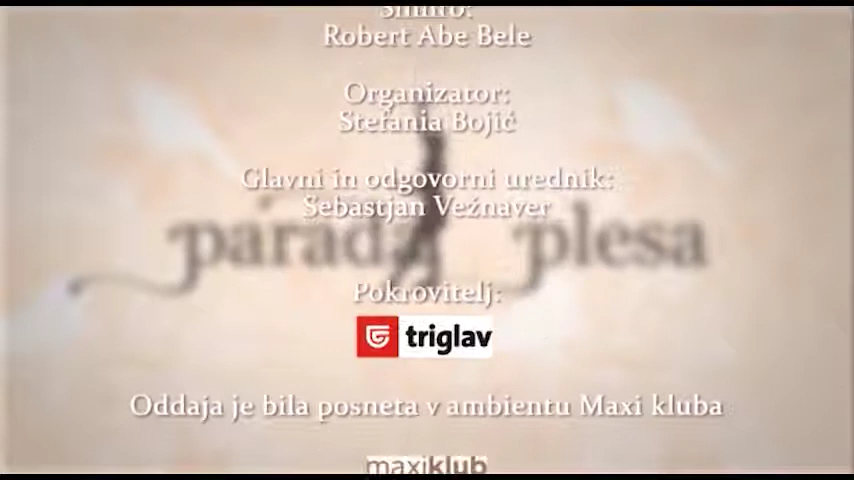 Robert Abe Bele
Organizator:
Stefania Bojić
Glavni in odgovorni urednik:
Sebastjan Vežnaver
parada plesa
Pokrovitelj:
triglav
Oddaja je bila posneta v ambientu Maxi kluba
maxiklub